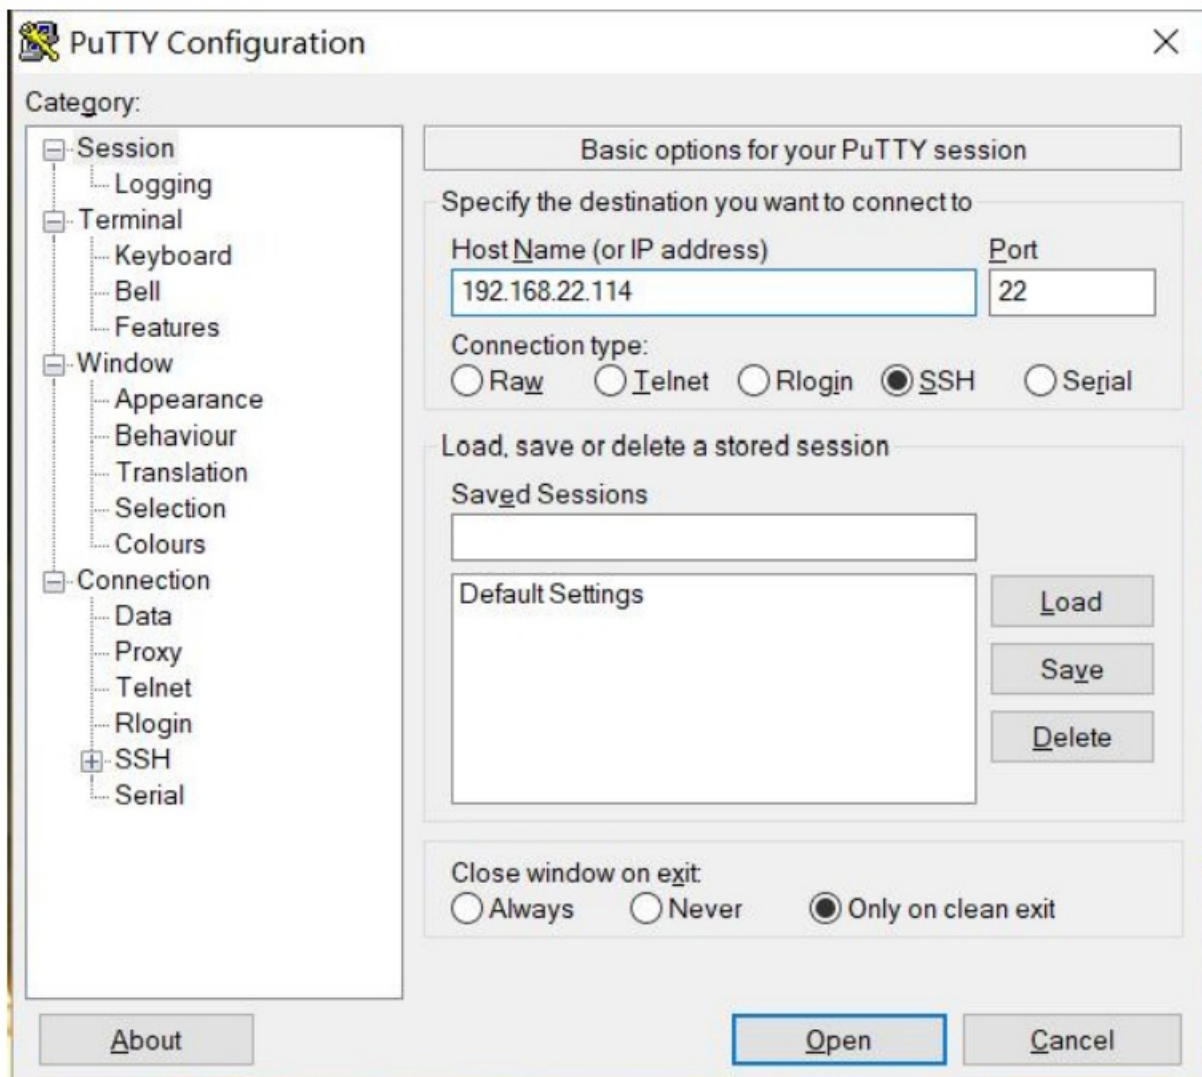 PuTTY Configuration
Category:
Session
Logging
Terminal
Keyboard
Bell
Features
Window
Appearance
Behaviour
Translation
Selection
Colours
Connection
Data
Proxy
Telnet
Rlogin
SSH
Serial
Basic options for your PuTTY session
Specify the destination you want to connect to
Host Name (or IP address) Port
192.168.22.114 22
Connection type:
Raw Telnet Rlogin SSH Serial
Load, save or delete a stored session
Saved Sessions
Default Settings
Load
Save
Delete
Close window on exit:
Always Never Only on clean exit
About Open Cancel